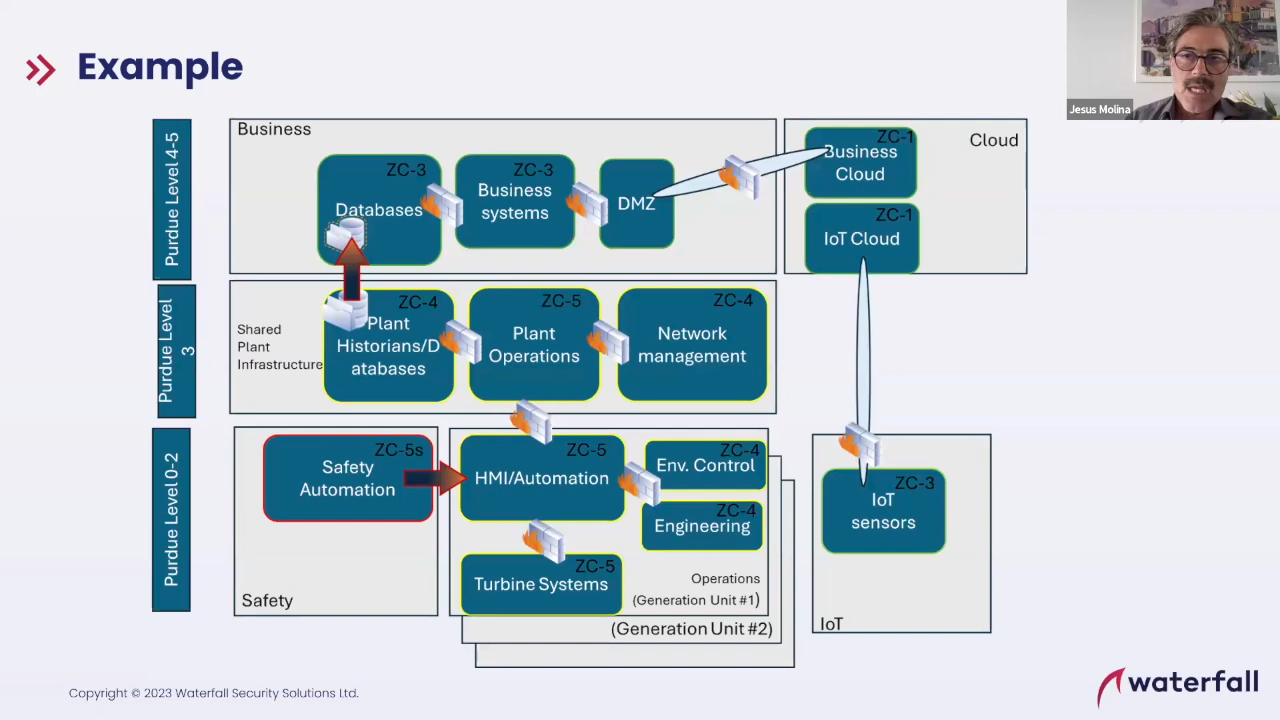 Example
Jesus Molina
Purdue Level 4-5
Business
ZC-3
Databases
ZC-3
Business
systems
DMZ
ZC-1
Business
Cloud
Cloud
ZC-1
IoT Cloud
Purdue Level
3
Shared
Plant
Infrastructure
ZC-4
Plant
Historians/D
atabases
ZC-5
Plant
Operations
ZC-4
Network
management
Purdue Level 0-2
ZC-5s
Safety
Automation
Safety
ZC-5
HMI/Automation
ZC-4
Env. Control
ZC-4
Engineering
ZC-5
Turbine Systems
Operations
(Generation Unit #1)
(Generation Unit #2)
ZC-3
IoT
sensors
IoT
Copyright © 2023 Waterfall Security Solutions Ltd.
waterfall